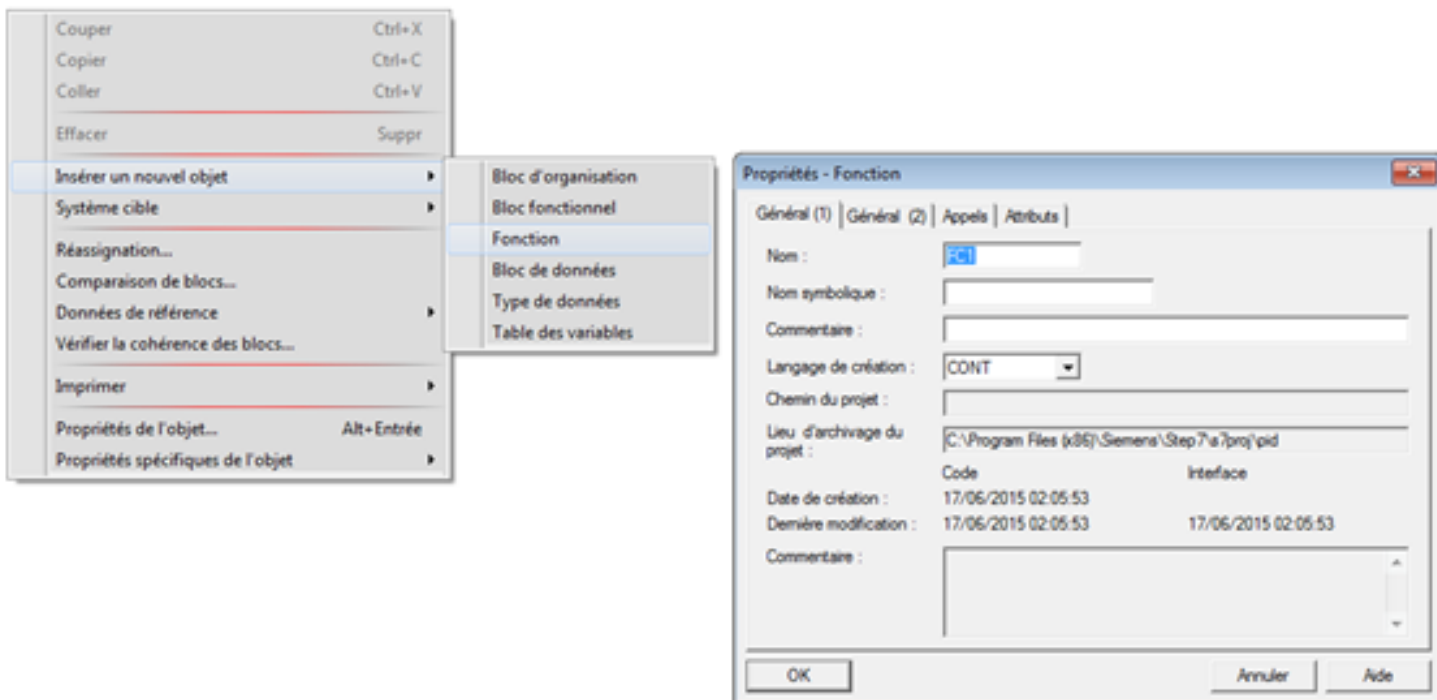 Couper Ctrl+X
Copier Ctrl+C
Coller Ctrl+V
Effacer Suppr
Insérer un nouvel objet
Système cible
Réassignation...
Comparaison de blocs...
Données de référence
Vérifier la cohérence des blocs...
Imprimer
Propriétés de l'objet... Alt+Entrée
Propriétés spécifiques de l'objet
Bloc d'organisation
Bloc fonctionnel
Fonction
Bloc de données
Type de données
Table des variables
Propriétés - Fonction
Général (1) Général (2) Appels Attributs
Nom : FC1
Nom symbolique :
Commentaire :
Langage de création : CONT
Chemin du projet :
Lieu d'archivage du
projet : C:\Program Files (x86)\Siemens\Step7\s7proj\pid
Code Interface
Date de création : 17/06/2015 02:05:53
Dernière modification : 17/06/2015 02:05:53 17/06/2015 02:05:53
Commentaire :
OK Annuler Aide